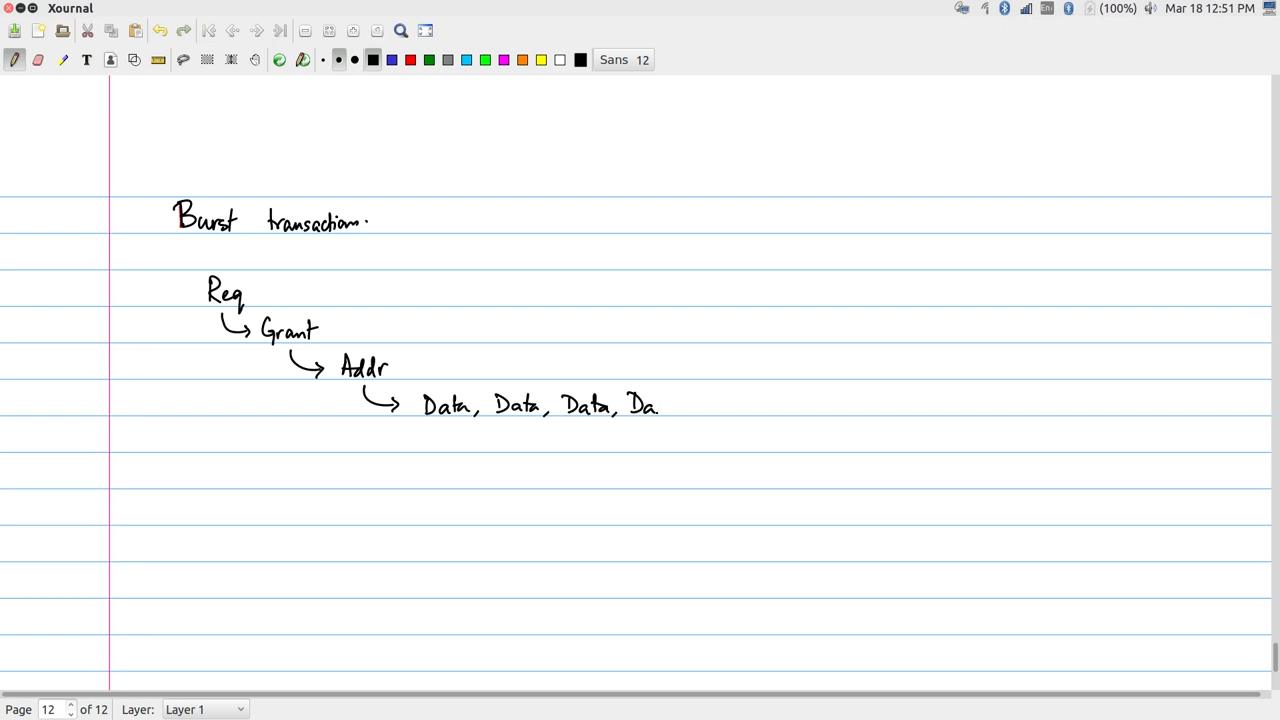 Xournal
(100%) Mar 18 12:51 PM
T Sans 12
Burst transaction.
Req
Grant
Addr
Data, Data, Data, Da
Page 12 of 12 Layer: Layer 1